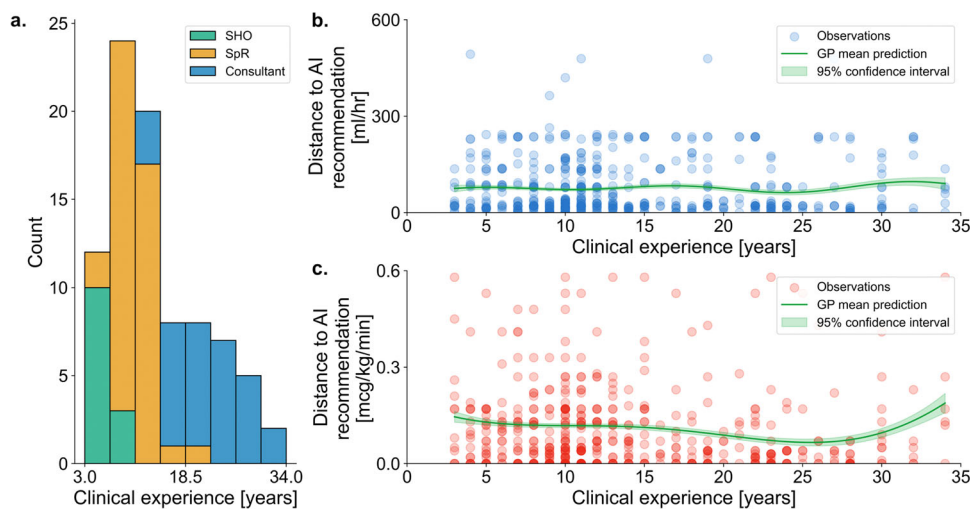 a.
25
20
15
10
5
0
Count
3.0
18.5
34.0
Clinical experience [years]
SHO
SpR
Consultant
b.
600
300
0
Distance to AI
recommendation
[ml/hr]
Observations
GP mean prediction
95% confidence interval
5
10
15
20
25
30
35
Clinical experience [years]
c.
0.6
0.3
0.0
Distance to AI
recommendation
[mcg/kg/min]
Observations
GP mean prediction
95% confidence interval
5
10
15
20
25
30
35
Clinical experience [years]